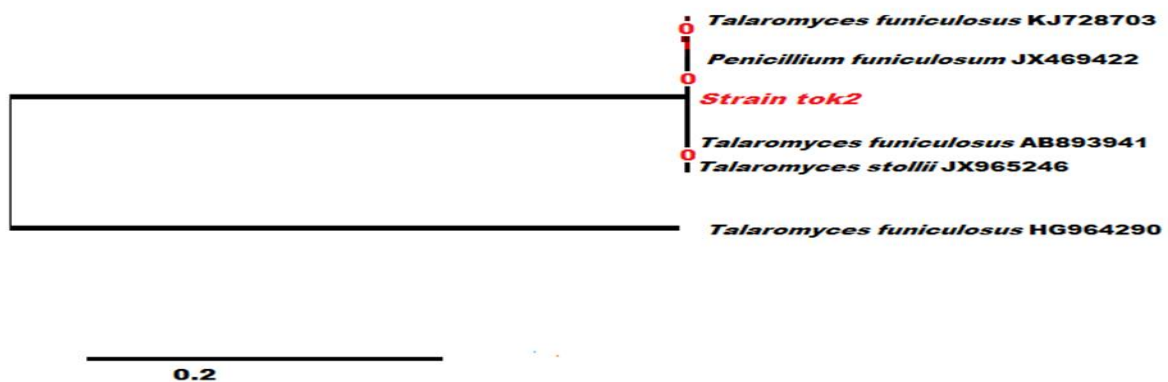 Talaromyces funiculosus KJ728703
0
1
Penicillium funiculosum JX469422
0
Strain tok2
Talaromyces funiculosus AB893941
0
Talaromyces stollii JX965246
Talaromyces funiculosus HG964290
0.2